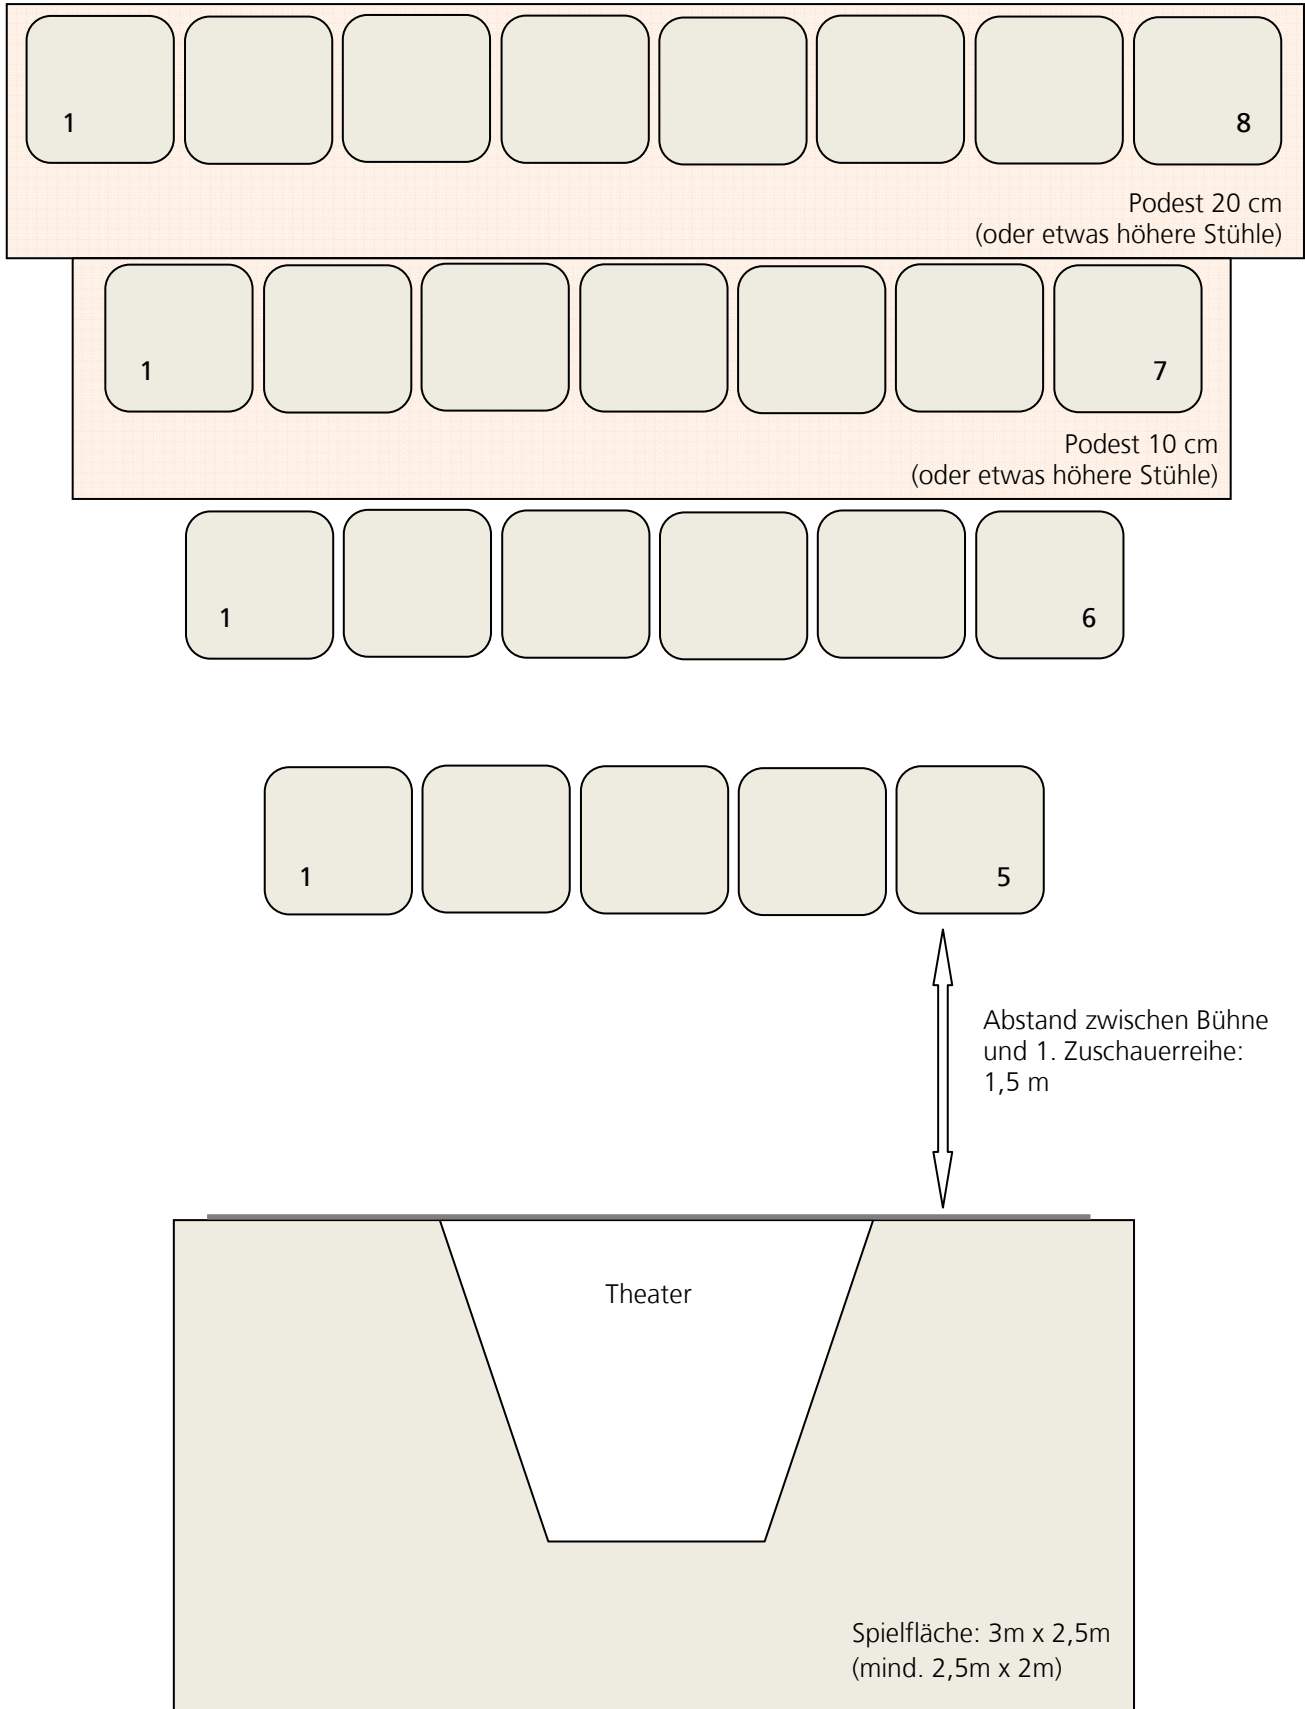 1 8
Podest 20 cm
(oder etwas höhere Stühle)
1 7
Podest 10 cm
(oder etwas höhere Stühle)
1 6
1 5
Abstand zwischen Bühne
und 1. Zuschauerreihe:
1,5 m
Theater
Spielfläche: 3m x 2,5m
(mind. 2,5m x 2m)